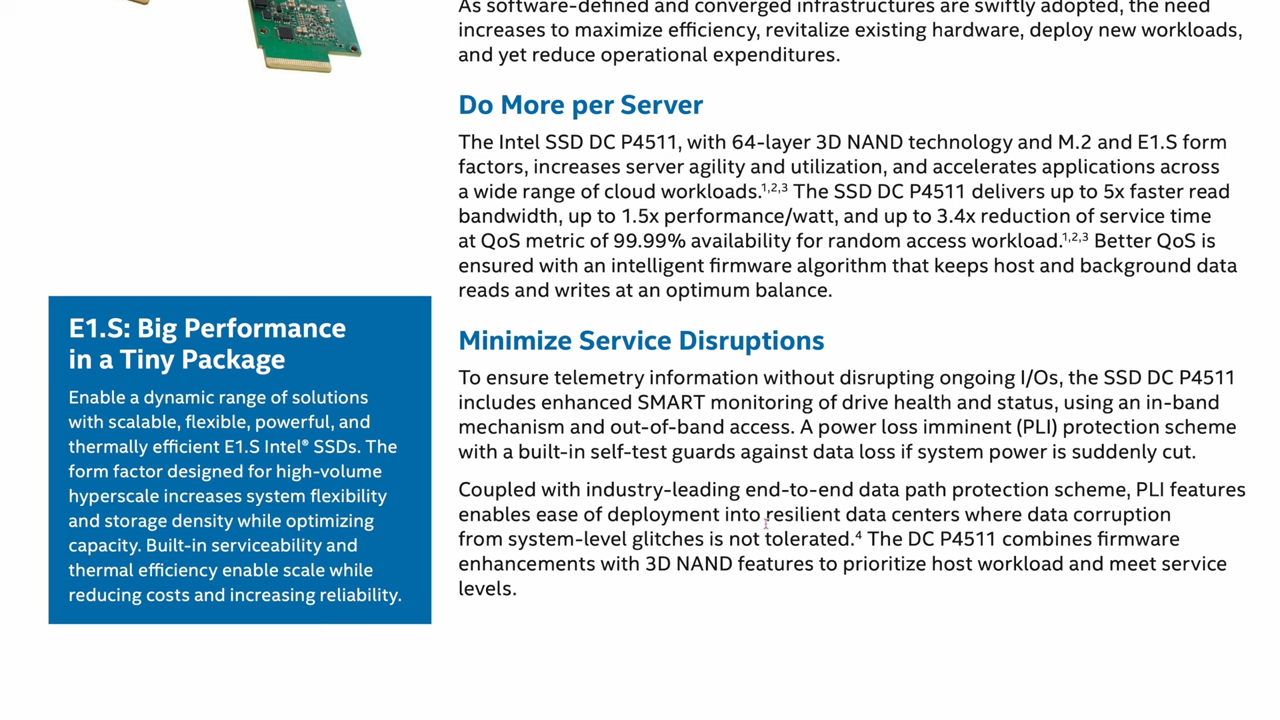 As software-defined and converged infrastructures are swiftly adopted, the need
increases to maximize efficiency, revitalize existing hardware, deploy new workloads,
and yet reduce operational expenditures.
Do More per Server
The Intel SSD DC P4511, with 64-layer 3D NAND technology and M.2 and E1.S form
factors, increases server agility and utilization, and accelerates applications across
a wide range of cloud workloads.1,2,3 The SSD DC P4511 delivers up to 5x faster read
bandwidth, up to 1.5x performance/watt, and up to 3.4x reduction of service time
at QoS metric of 99.99% availability for random access workload.1,2,3 Better QoS is
ensured with an intelligent firmware algorithm that keeps host and background data
reads and writes at an optimum balance.
Minimize Service Disruptions
To ensure telemetry information without disrupting ongoing I/Os, the SSD DC P4511
includes enhanced SMART monitoring of drive health and status, using an in-band
mechanism and out-of-band access. A power loss imminent (PLI) protection scheme
with a built-in self-test guards against data loss if system power is suddenly cut.
Coupled with industry-leading end-to-end data path protection scheme, PLI features
enables ease of deployment into resilient data centers where data corruption
from system-level glitches is not tolerated.4 The DC P4511 combines firmware
enhancements with 3D NAND features to prioritize host workload and meet service
levels.
E1.S: Big Performance
in a Tiny Package
Enable a dynamic range of solutions
with scalable, flexible, powerful, and
thermally efficient E1.S Intel® SSDs. The
form factor designed for high-volume
hyperscale increases system flexibility
and storage density while optimizing
capacity. Built-in serviceability and
thermal efficiency enable scale while
reducing costs and increasing reliability.